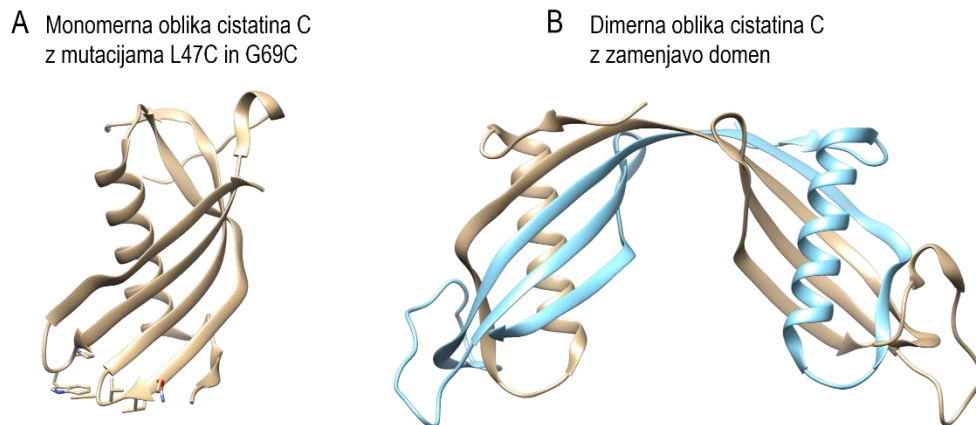 A Monomerna oblika cistatina C
z mutacijama L47C in G69C
B Dimerna oblika cistatina C
z zamenjavo domen